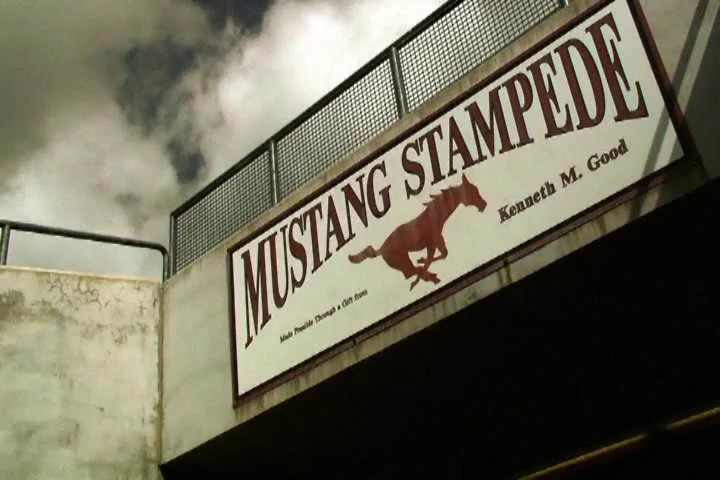 MUSTANG STAMPEDE
Made Possible Through a Gift From:
Kenneth M. Good